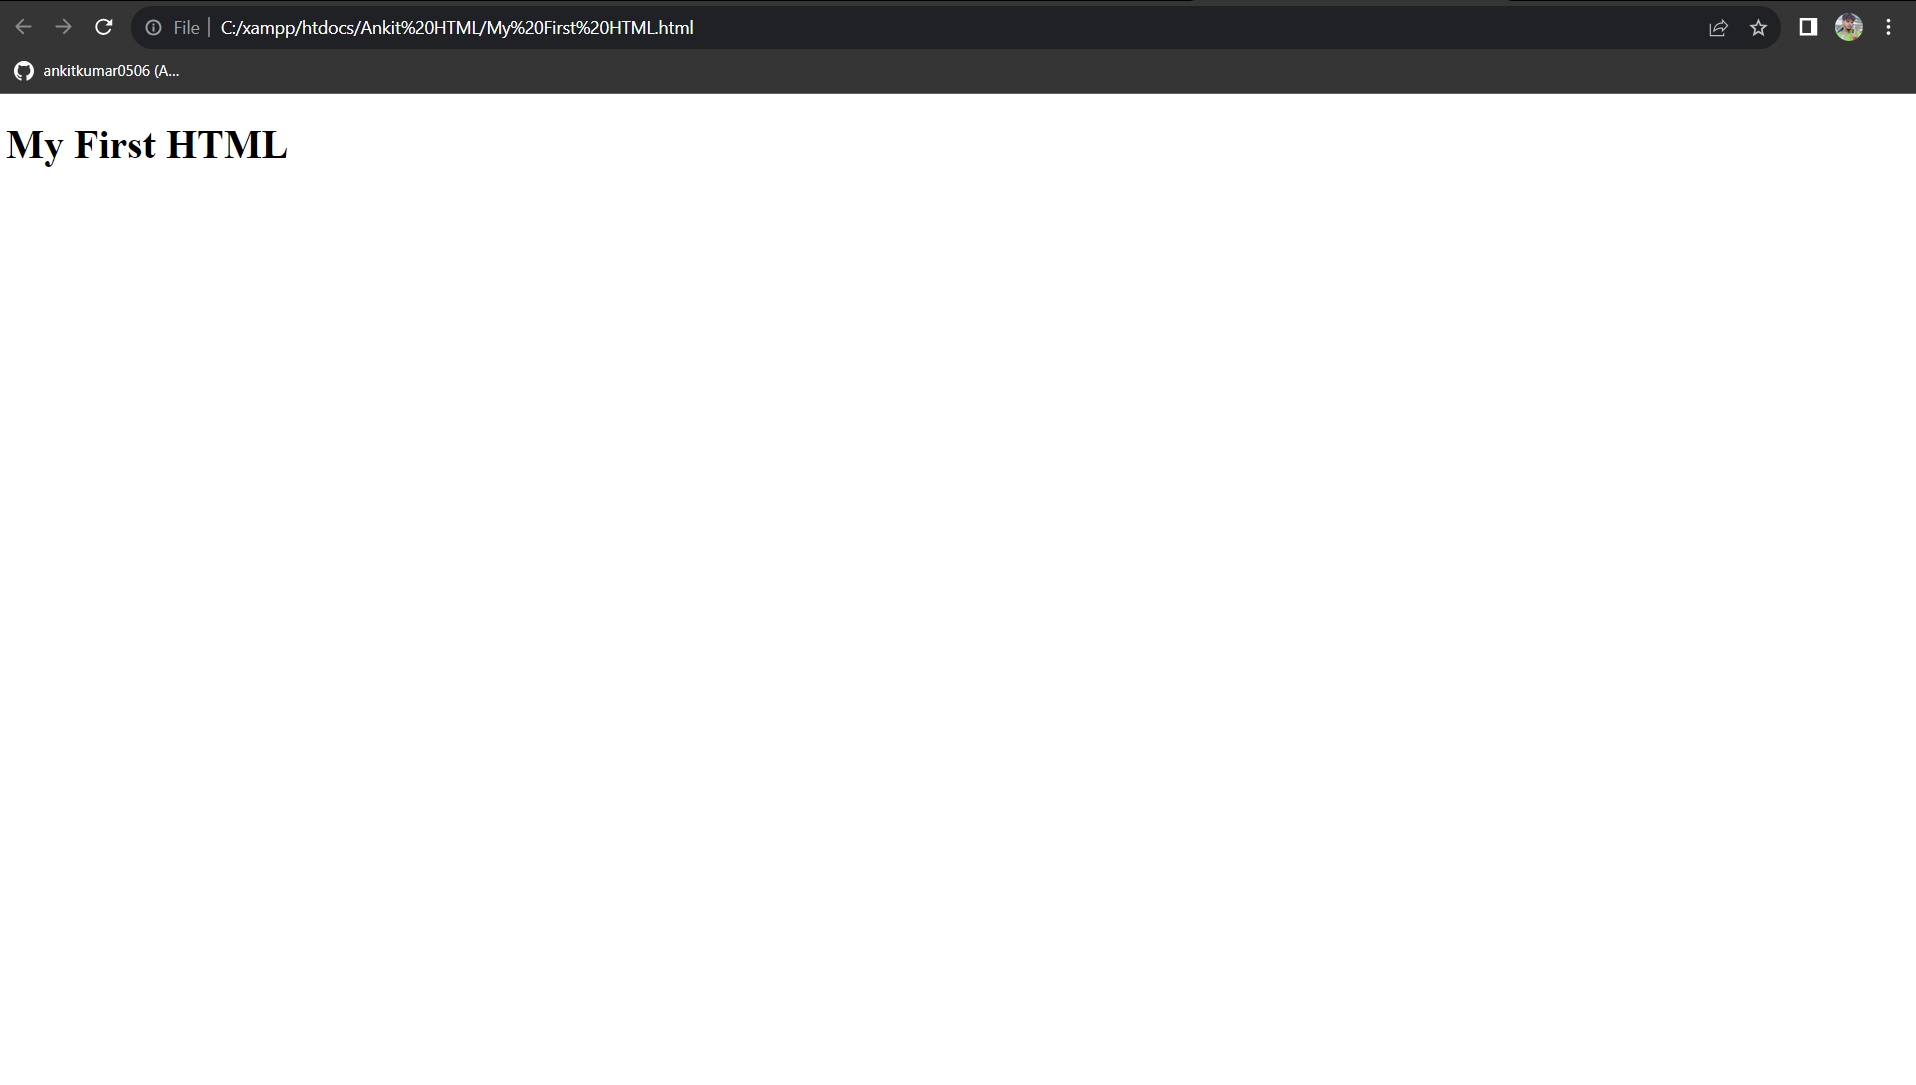 File C:/xampp/htdocs/Ankit%20HTML/My%20First%20HTML.html
ankitkumar0506 (A...
My First HTML